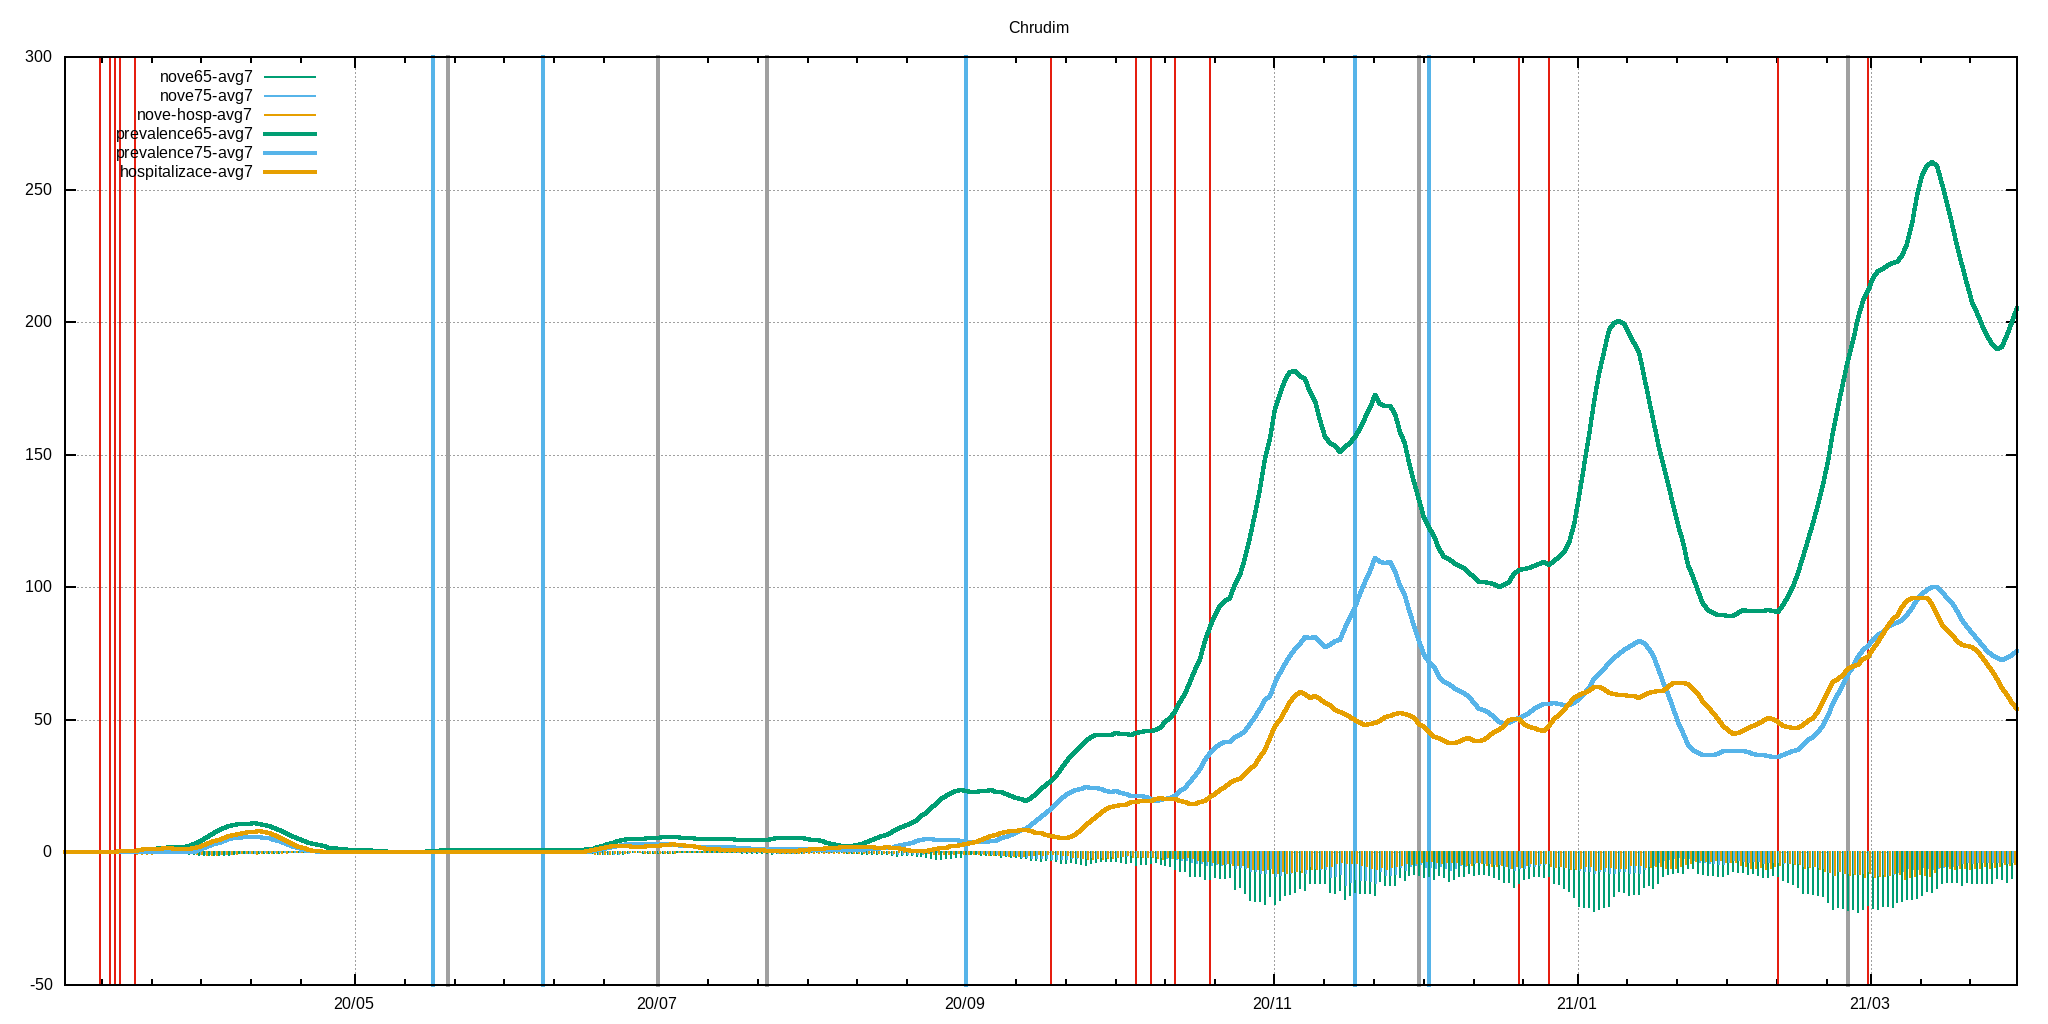 Chrudim
300
250
200
150
100
50
0
-50
nove65-avg7
nove75-avg7
nove-hosp-avg7
prevalence65-avg7
prevalence75-avg7
hospitalizace-avg7
20/05 20/07 20/09 20/11 21/01 21/03